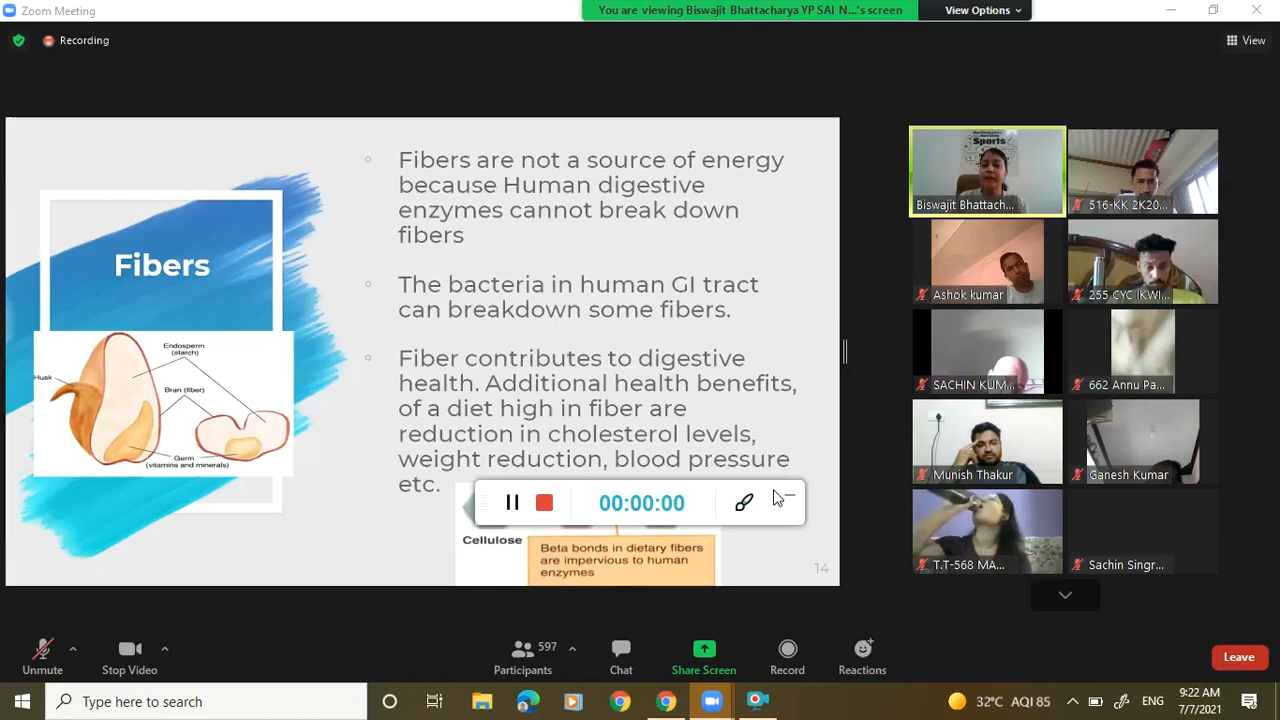 Zoom Meeting
You are viewing Biswajit Bhattacharya YP SAI N...'s screen
View Options
Recording
View
Fibers
Endosperm
(starch)
Husk
Bran (fiber)
Germ
(vitamins and minerals)
Fibers are not a source of energy
because Human digestive
enzymes cannot break down
fibers
The bacteria in human GI tract
can breakdown some fibers.
Fiber contributes to digestive
health. Additional health benefits,
of a diet high in fiber are
reduction in cholesterol levels,
weight reduction, blood pressure
etc.
00:00:00
Cellulose
Beta bonds in dietary fibers
are impervious to human
enzymes
14
Sports
Biswajit Bhattach...
516-KK 2K20...
Ashok kumar
255 CYC IKWI...
SACHIN KUM...
662 Annu Pa...
Munish Thakur
Ganesh Kumar
T.T-568 MA...
Sachin Singr...
Unmute
Stop Video
597
Participants
Chat
Share Screen
Record
Reactions
Leave
Type here to search
32°C AQI 85
ENG
9:22 AM
7/7/2021